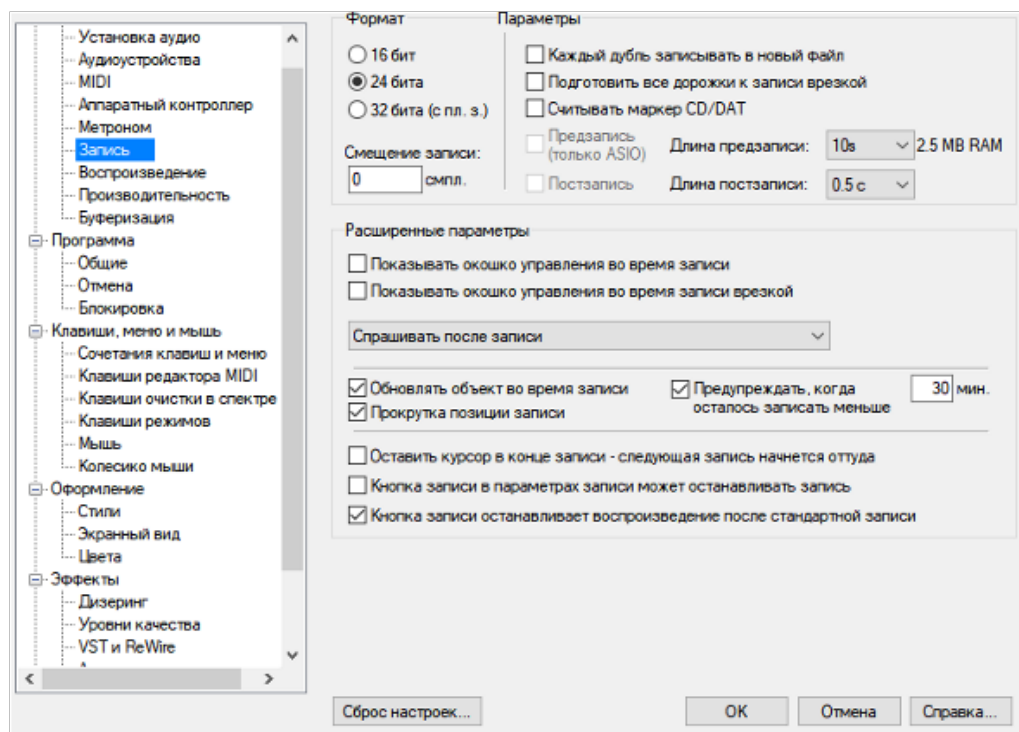 Установка аудио
Аудиоустройства
MIDI
Аппаратный контроллер
Метроном
Запись
Воспроизведение
Производительность
Буферизация
Программа
Общие
Отмена
Блокировка
Клавиши, меню и мышь
Сочетания клавиш и меню
Клавиши редактора MIDI
Клавиши очистки в спектре
Клавиши режимов
Мышь
Колесико мыши
Оформление
Стили
Экранный вид
Цвета
Эффекты
Дизеринг
Уровни качества
VST и ReWire
Формат
16 бит
24 бита
32 бита (с пл. з.)
Смещение записи:
0 смпл.
Параметры
Каждый дубль записывать в новый файл
Подготовить все дорожки к записи врезкой
Считывать маркер CD/DAT
Предзапись
(только ASIO)
Длина предзаписи: 10s 2.5 MB RAM
Постзапись Длина постзаписи: 0.5 с
Расширенные параметры
Показывать окошко управления во время записи
Показывать окошко управления во время записи врезкой
Спрашивать после записи
Обновлять объект во время записи
Прокрутка позиции записи
Предупреждать, когда 30 мин.
осталось записать меньше
Оставить курсор в конце записи - следующая запись начнется оттуда
Кнопка записи в параметрах записи может останавливать запись
Кнопка записи останавливает воспроизведение после стандартной записи
Сброс настроек... OK Отмена Справка...